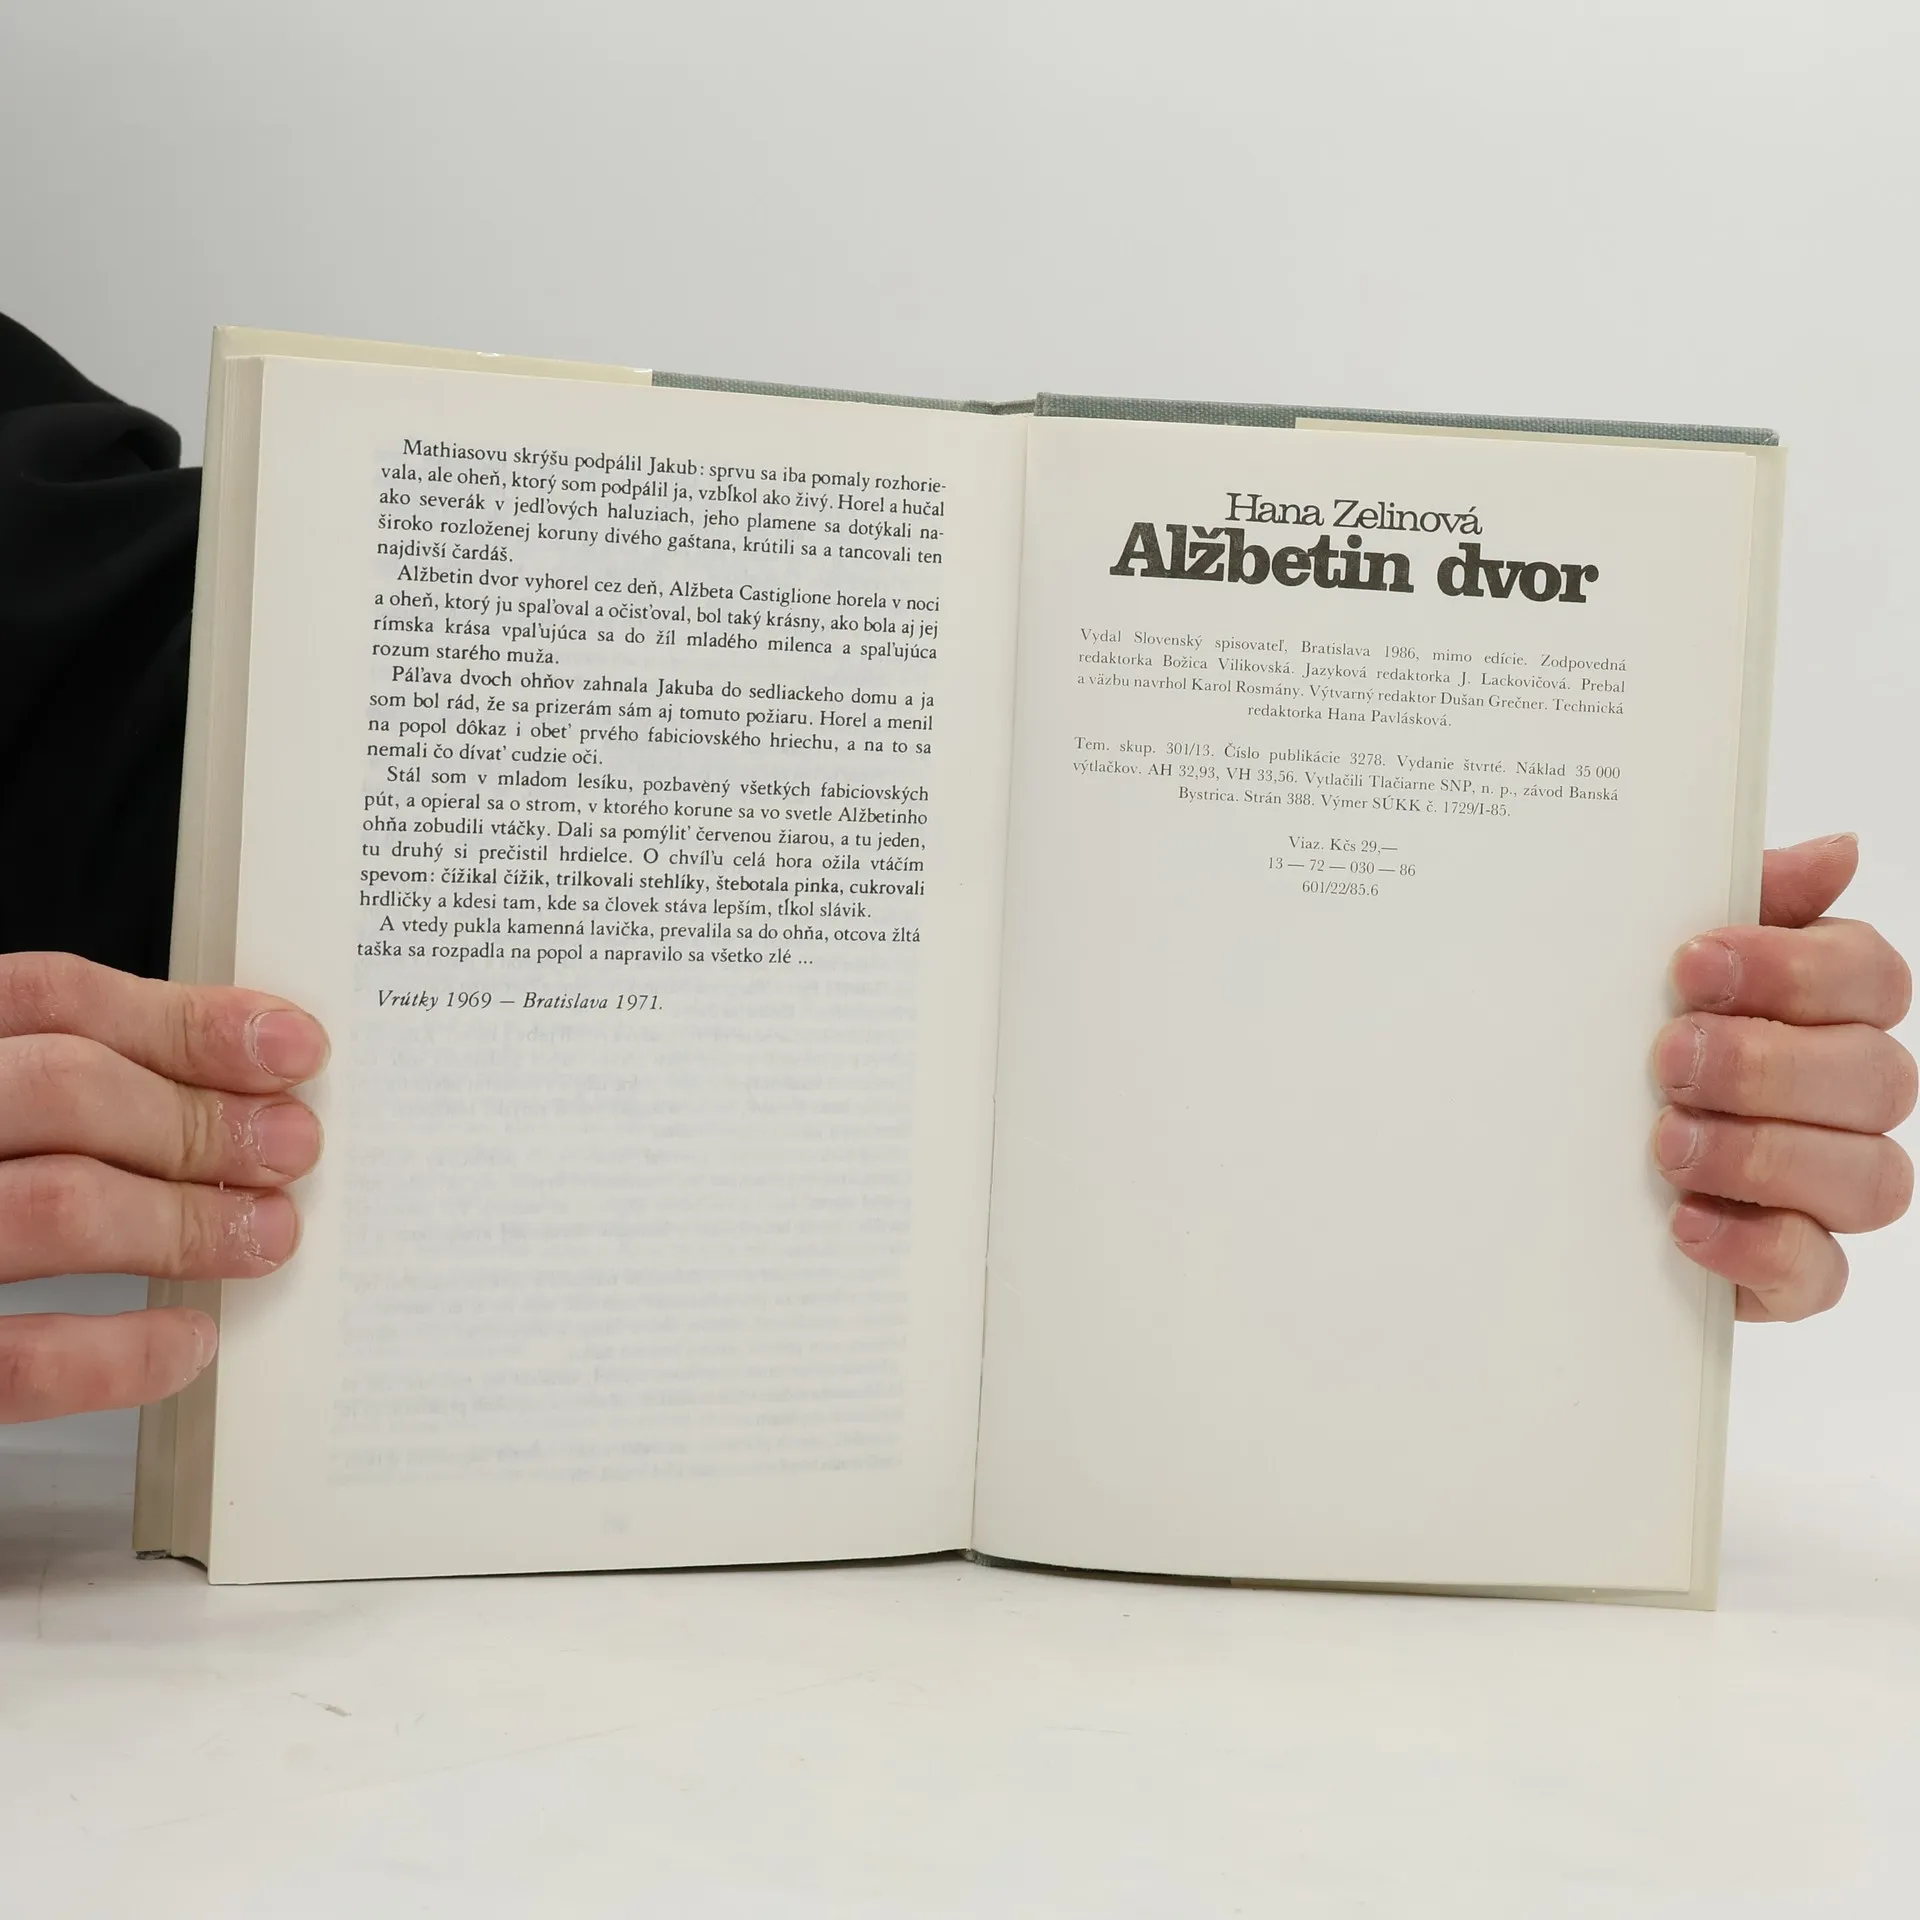 Mathiasovu skrýšu podpálil Jakub: sprvu sa iba pomaly rozhorie-
vala, ale oheň, ktorý som podpálil ja, vzbĺkol ako živý. Horel a hučal
ako severák v jedľových haluziach, jeho plamene sa dotýkali na-
široko rozloženej koruny divého gaštana, krútili sa a tancovali ten
najdivší čardáš.
Alžbetin dvor vyhorel cez deň, Alžbeta Castiglione horela v noci
a oheň, ktorý ju spaľoval a očisťoval, bol taký krásny, ako bola aj jej
rímska krása vpaľujúca sa do žíl mladého milenca a spaľujúca
rozum starého muža.
Páľava dvoch ohňov zahnala Jakuba do sedliackeho domu a ja
som bol rád, že sa prizerám sám aj tomuto požiaru. Horel a menil
na popol dôkaz i obeť prvého fabiciovského hriechu, a na to sa
nemali čo dívať cudzie oči.
Stál som v mladom lesíku, pozbavený všetkých fabiciovských
pút, a opieral sa o strom, v ktorého korune sa vo svetle Alžbetinho
ohňa zobudili vtáčky. Dali sa pomýliť červenou žiarou, a tu jeden,
tu druhý si prečistil hrdielce. O chvíľu celá hora ožila vtáčím
spevom: čížikal čížik, trilkovali stehlíky, štebotala pinka, cukrovali
hrdličky a kdesi tam, kde sa človek stáva lepším, tĺkol slávik.
A vtedy pukla kamenná lavička, prevalila sa do ohňa, otcova žltá
taška sa rozpadla na popol a napravilo sa všetko zlé ...
Vrútky 1969 — Bratislava 1971.
Hana Zelinová
Alžbetin dvor
Vydal Slovenský spisovateľ, Bratislava 1986, mimo edície. Zodpovedná
redaktorka Božica Vilikovská. Jazyková redaktorka J. Lackovičová. Prebal
a väzbu navrhol Karol Rosmány. Výtvarný redaktor Dušan Grečner. Technická
redaktorka Hana Pavlásková.
Tem. skup. 301/13. Číslo publikácie 3278. Vydanie štvrté. Náklad 35 000
výtlačkov. AH 32,93, VH 33,56. Vytlačili Tlačiarne SNP, n. p., závod Banská
Bystrica. Strán 388. Výmer SÚKK č. 1729/I-85.
Viaz. Kčs 29,—
13 — 72 — 030 — 86
601/22/85.6